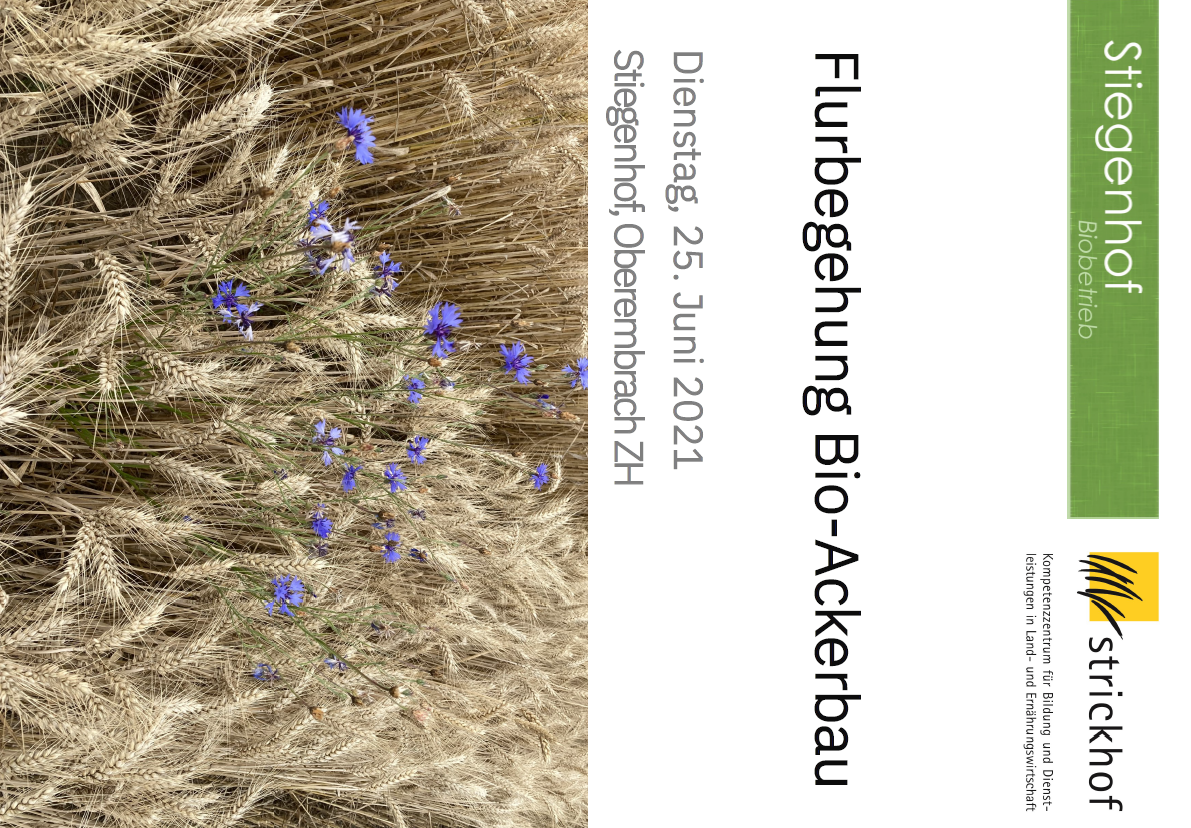 Stiegenhof
Biobetrieb
strickhof
Kompetenzzentrum für Bildung und Dienst-
leistungen in Land- und Ernährungswirtschaft
Flurbegehung Bio-Ackerbau
Dienstag, 25. Juni 2021
Stiegenhof, Oberembrach ZH